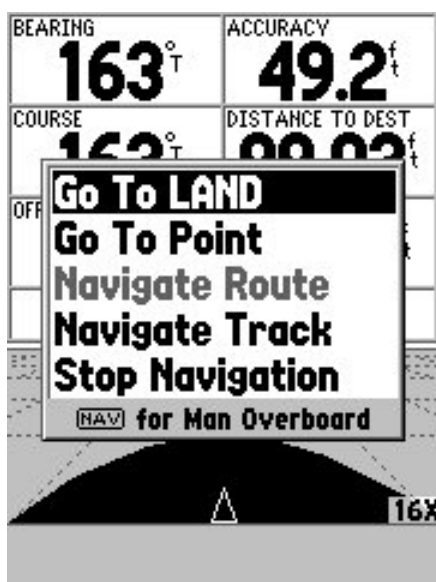 BEARING ACCURACY
163°T 49.2ft
COURSE DISTANCE TO DEST
Go To LAND
OFF
Go To Point
Navigate Route
Navigate Track
Stop Navigation
NAV for Man Overboard
16X